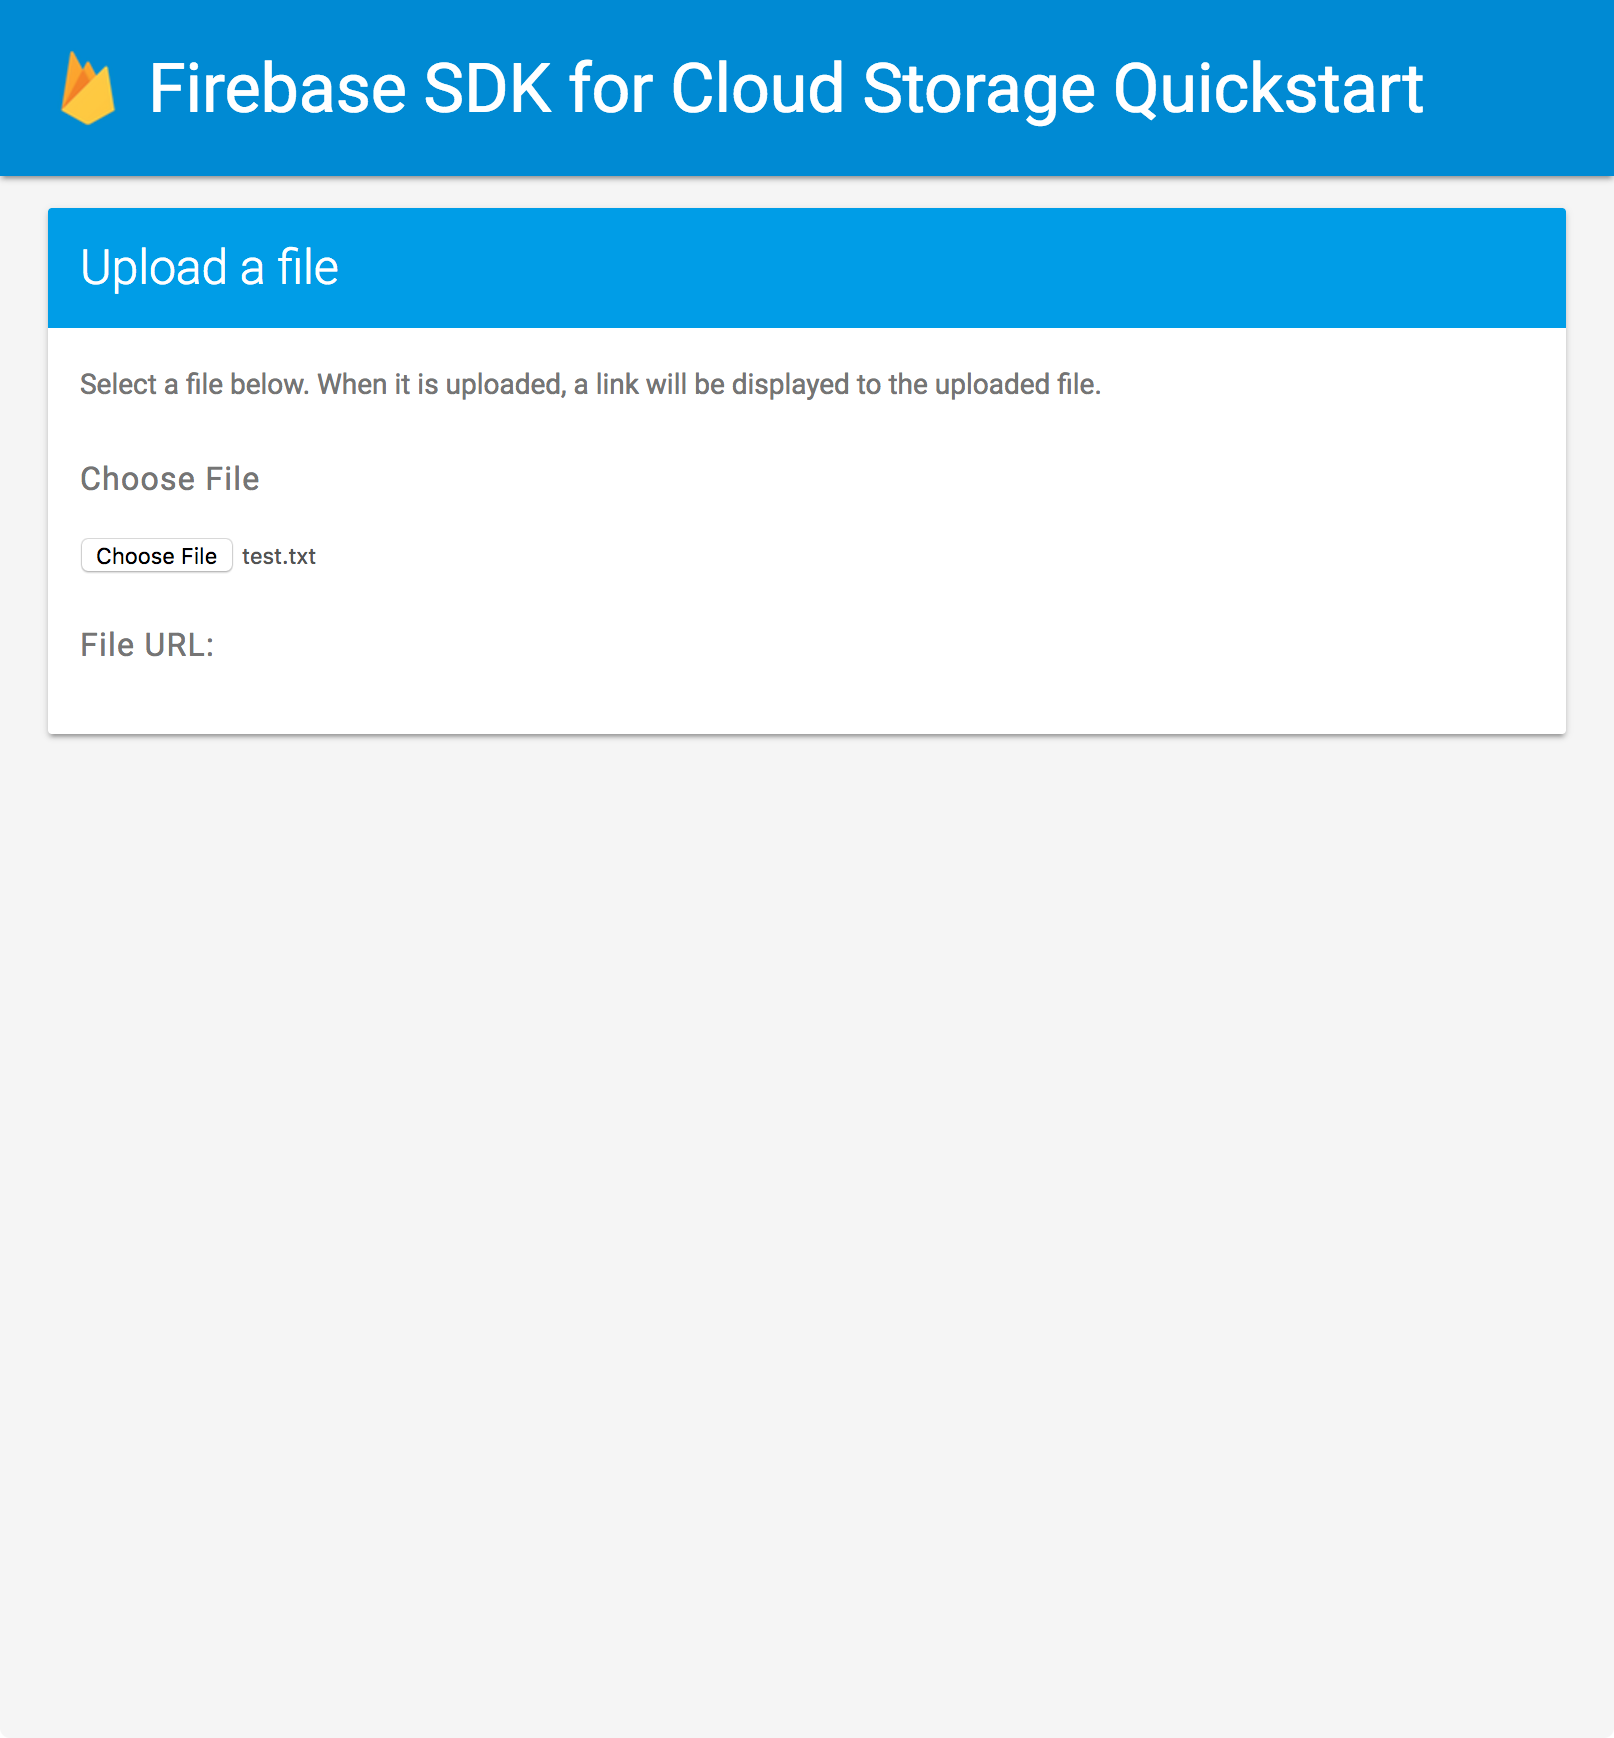 Firebase SDK for Cloud Storage Quickstart
Upload a file
Select a file below. When it is uploaded, a link will be displayed to the uploaded file.
Choose File
Choose File test.txt
File URL: